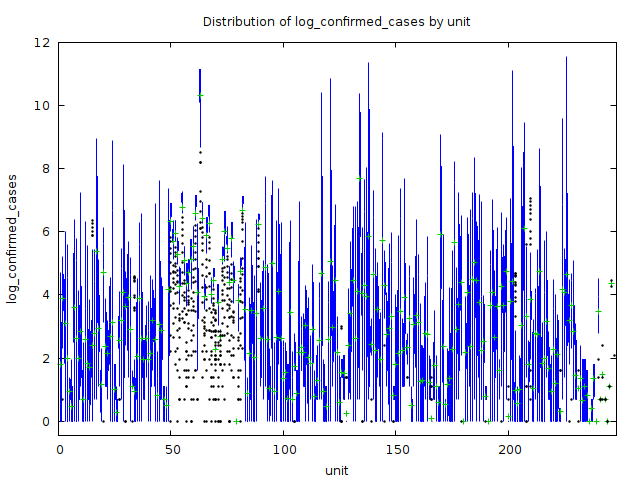 Distribution of log_confirmed_cases by unit
12
10
8
6
4
2
0
log_confirmed_cases
0 50 100 150 200
unit